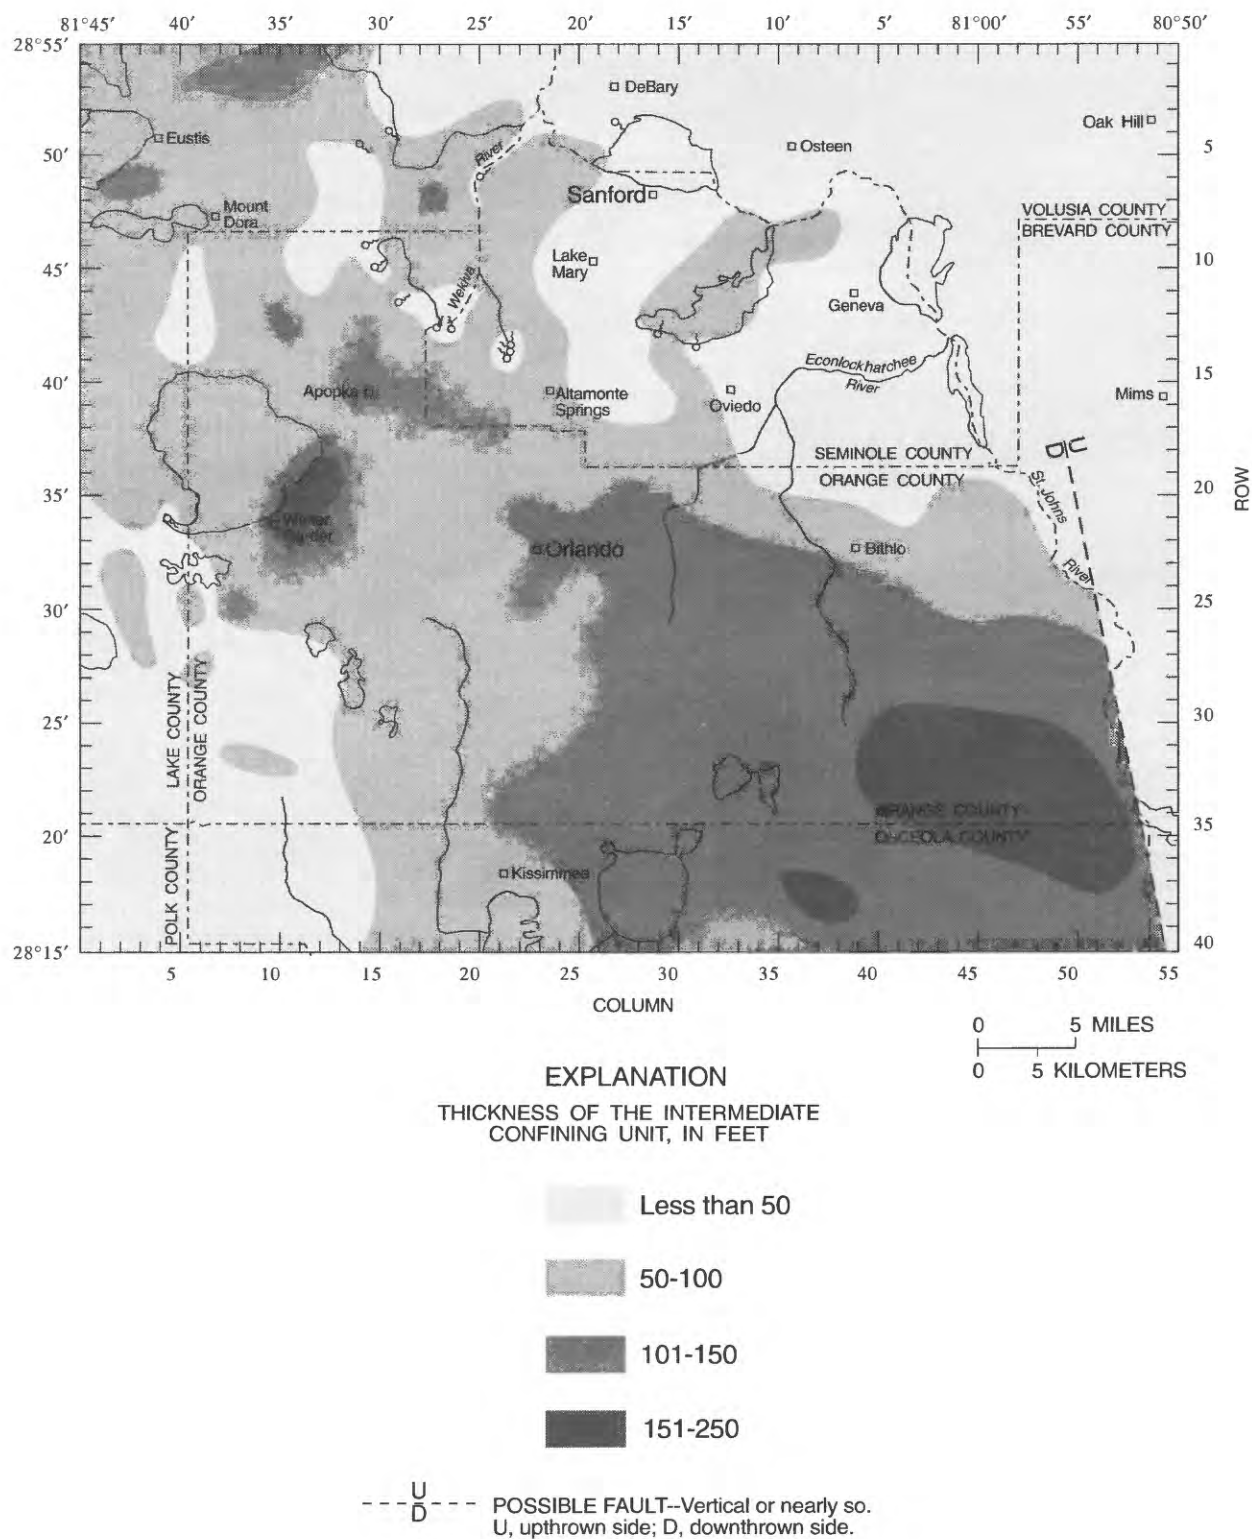 81°45′ 40′ 35′ 30′ 25′ 20′ 15′ 10′ 5′ 81°00′ 55′ 80°50′
28°55′
DeBary
Oak Hill
Eustis
50′
River
Osteen
5
Sanford
Mount
Dora
VOLUSIA COUNTY
BREVARD COUNTY
45′
Lake
Mary
Wekiva
10
Geneva
Econlockhatchee
River
40′
Apopka
Altamonte
Springs
Oviedo
15
Mims
U
D
SEMINOLE COUNTY
ORANGE COUNTY
35′
St. Johns
River
20
ROW
Winter
Garden
Orlando
Bithlo
30′
25
LAKE COUNTY
ORANGE COUNTY
25′
30
ORANGE COUNTY
OSCEOLA COUNTY
20′
35
POLK COUNTY
Kissimmee
28°15′
40
5 10 15 20 25 30 35 40 45 50 55
COLUMN
0 5 MILES
0 5 KILOMETERS
EXPLANATION
THICKNESS OF THE INTERMEDIATE
CONFINING UNIT, IN FEET
Less than 50
50-100
101-150
151-250
U
D
POSSIBLE FAULT--Vertical or nearly so.
U, upthrown side; D, downthrown side.